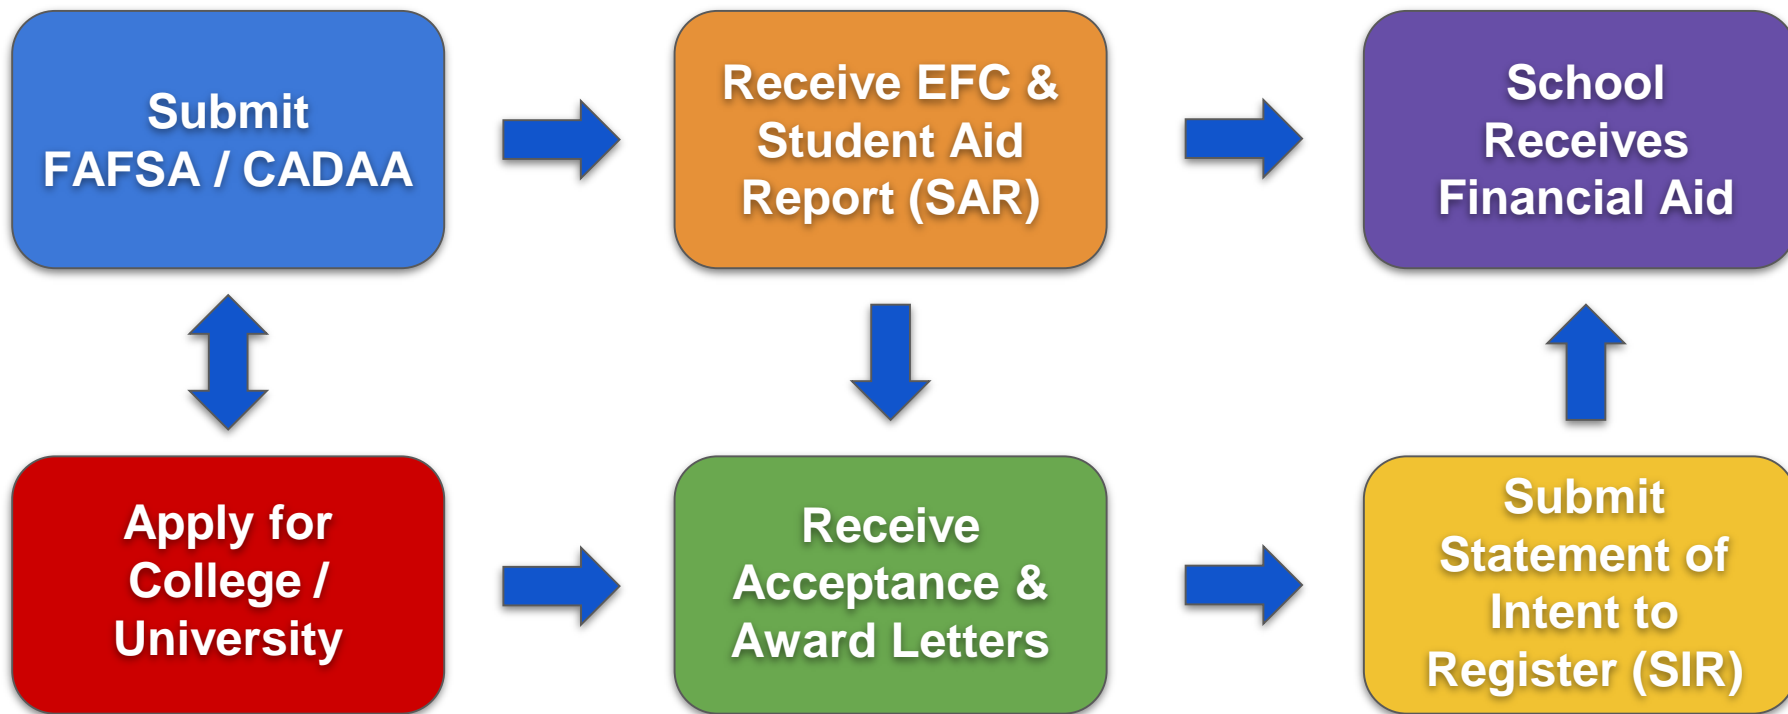 Submit
FAFSA / CADAA
Receive EFC &
Student Aid
Report (SAR)
School
Receives
Financial Aid
Apply for
College /
University
Receive
Acceptance &
Award Letters
Submit
Statement of
Intent to
Register (SIR)